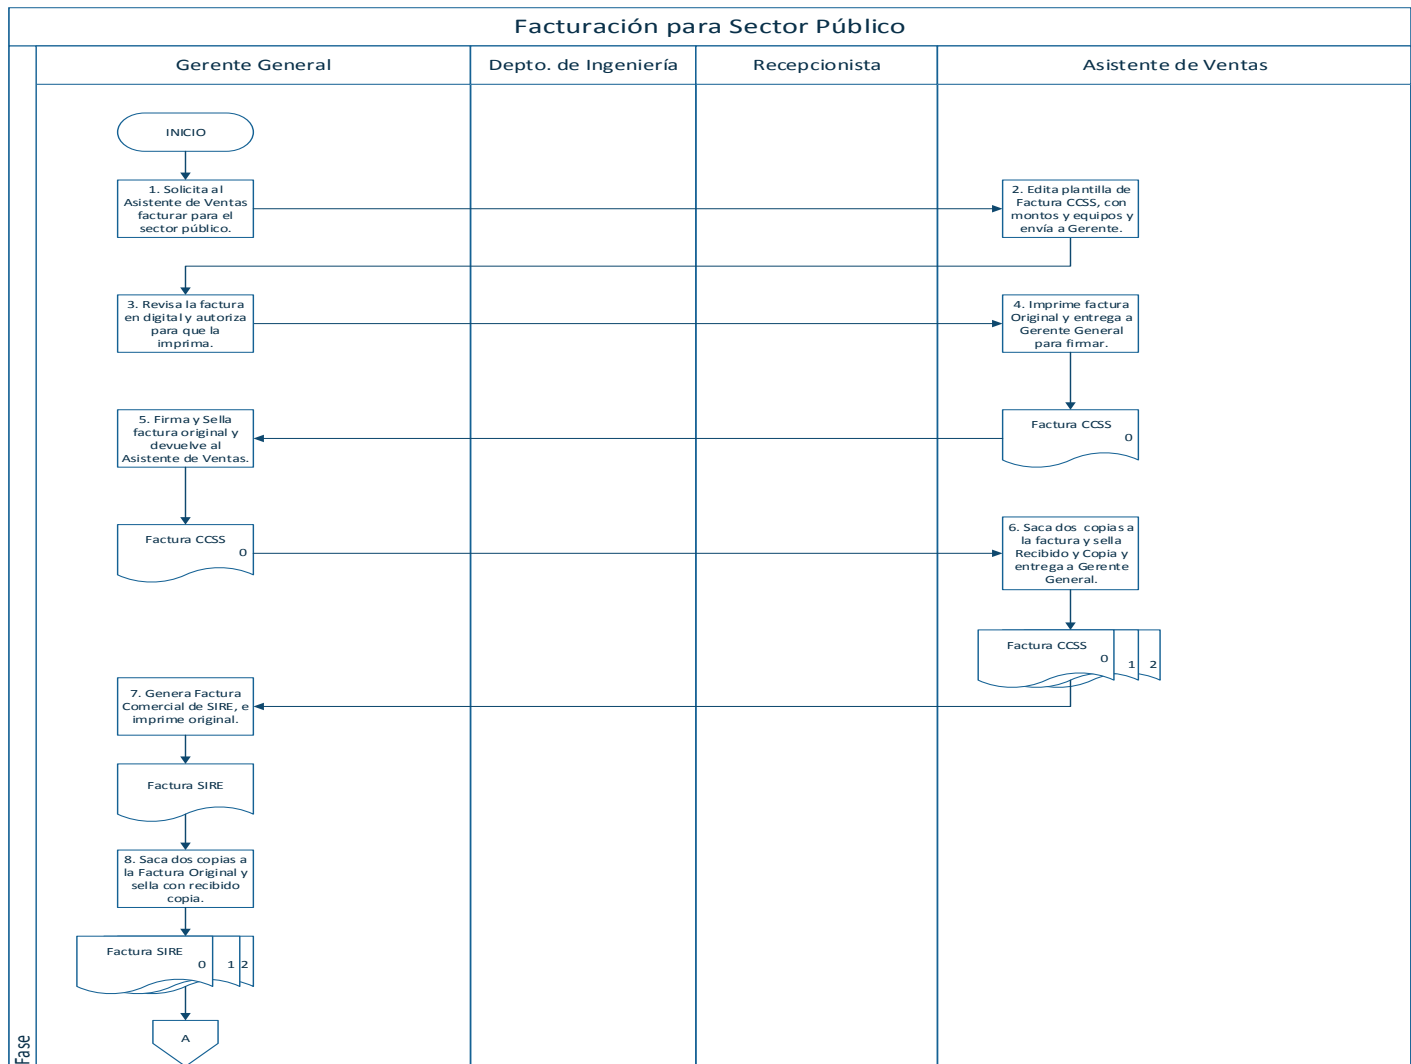 Facturación para Sector Público
Gerente General
Depto. de Ingeniería
Recepcionista
Asistente de Ventas
INICIO
1. Solicita al
Asistente de Ventas
facturar para el
sector público.
2. Edita plantilla de
Factura CCSS, con
montos y equipos y
envía a Gerente.
3. Revisa la factura
en digital y autoriza
para que la
imprima.
4. Imprime factura
Original y entrega a
Gerente General
para firmar.
5. Firma y Sella
factura original y
devuelve al
Asistente de Ventas.
Factura CCSS
0
Factura CCSS
0
6. Saca dos copias a
la factura y sella
Recibido y Copia y
entrega a Gerente
General.
Factura CCSS
0
1
2
7. Genera Factura
Comercial de SIRE, e
imprime original.
Factura SIRE
8. Saca dos copias a
la Factura Original y
sella con recibido
copia.
Factura SIRE
0
1
2
A
Fase